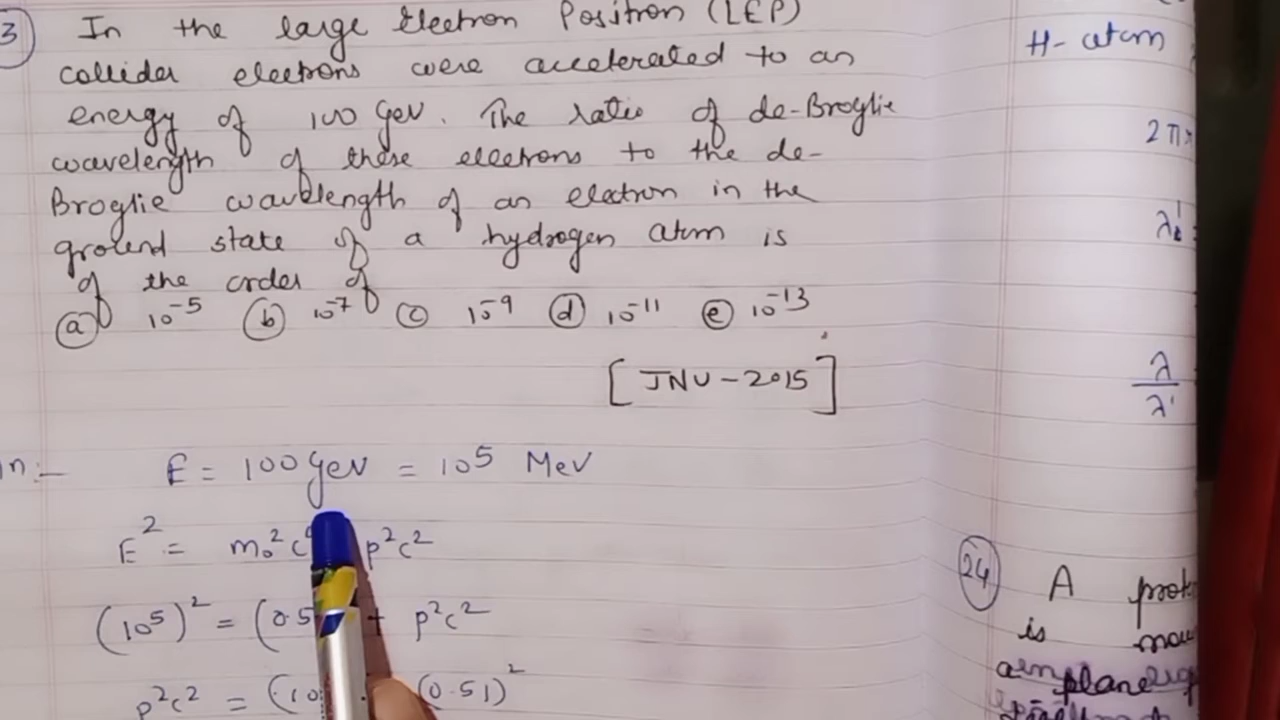 3 In the large Electron Positron (LEP)
collider electrons were accelerated to an
energy of 100 GeV. The ratio of de-Broglie
wavelength of these electrons to the de-
Broglie wavelength of an electron in the
ground state of a hydrogen atom is
of the order of
(a) 10⁻⁵ (b) 10⁻⁷ (c) 10⁻⁹ (d) 10⁻¹¹ (e) 10⁻¹³
[JNU - 2015]
E = 100 GeV = 10⁵ MeV
E² = m₀²c p²c²
(10⁵)² = (0.5 + p²c²
p²c² = (10 (0.51)²
H-atom
2π
λ
λ'
24 A
is